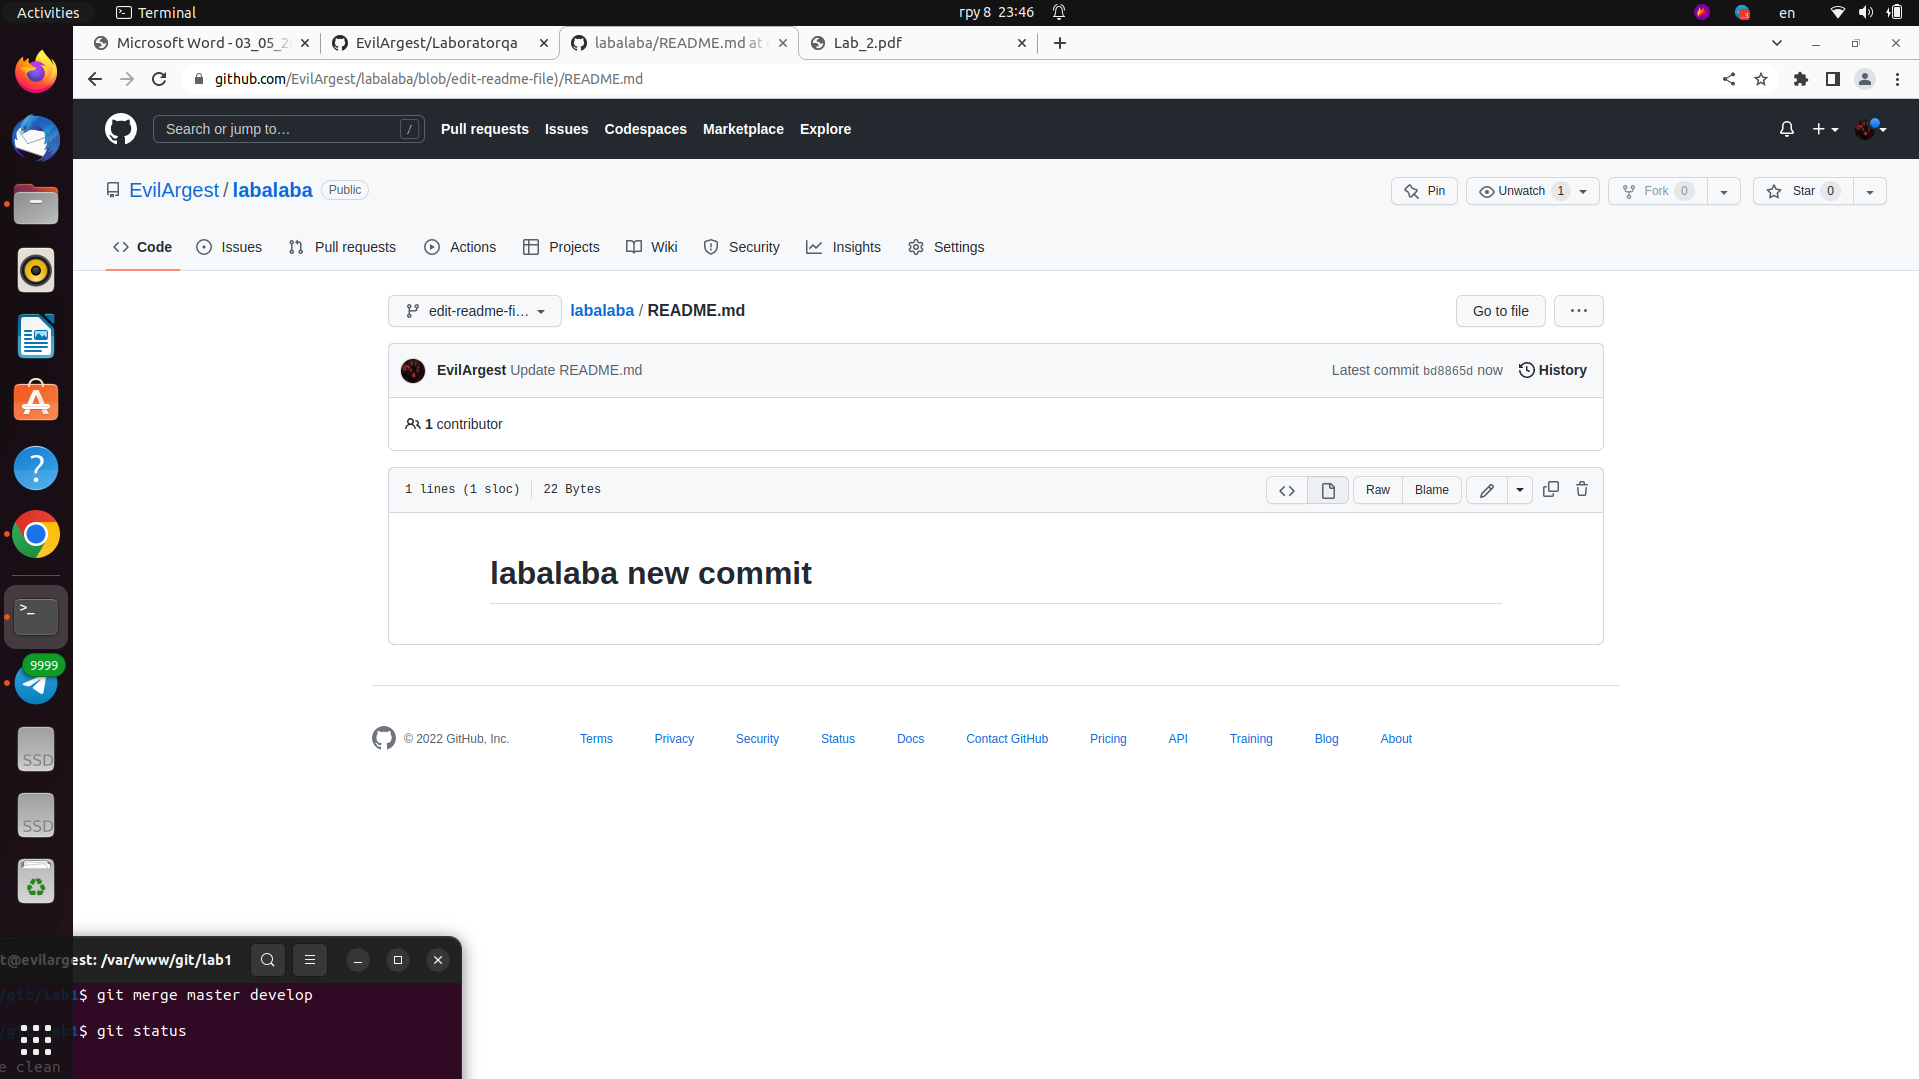 Activities Terminal гру 8 23:46 en
Microsoft Word - 03_05_2 EvilArgest/Laboratorqa labalaba/README.md at Lab_2.pdf
github.com/EvilArgest/labalaba/blob/edit-readme-file)/README.md
Search or jump to… / Pull requests Issues Codespaces Marketplace Explore
EvilArgest / labalaba Public Pin Unwatch 1 Fork 0 Star 0
Code Issues Pull requests Actions Projects Wiki Security Insights Settings
edit-readme-fi… labalaba / README.md Go to file
EvilArgest Update README.md Latest commit bd8865d now History
1 contributor
1 lines (1 sloc) 22 Bytes Raw Blame
labalaba new commit
9999
© 2022 GitHub, Inc. Terms Privacy Security Status Docs Contact GitHub Pricing API Training Blog About
SSD
SSD
t@evilargest: /var/www/git/lab1
/git/lab1$ git merge master develop
1$ git status
e clean